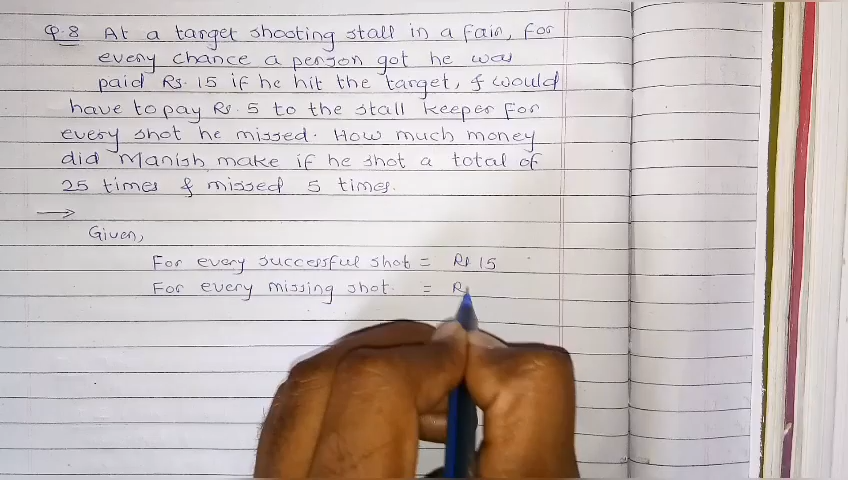 Q.8 At a target shooting stall in a fair, for
every chance a person got he was
paid Rs. 15 if he hit the target, & would
have to pay Rs. 5 to the stall keeper for
every shot he missed. How much money
did Manish make if he shot a total of
25 times & missed 5 times.
→
Given,
For every successful shot = Rs 15
For every missing shot. = Rs